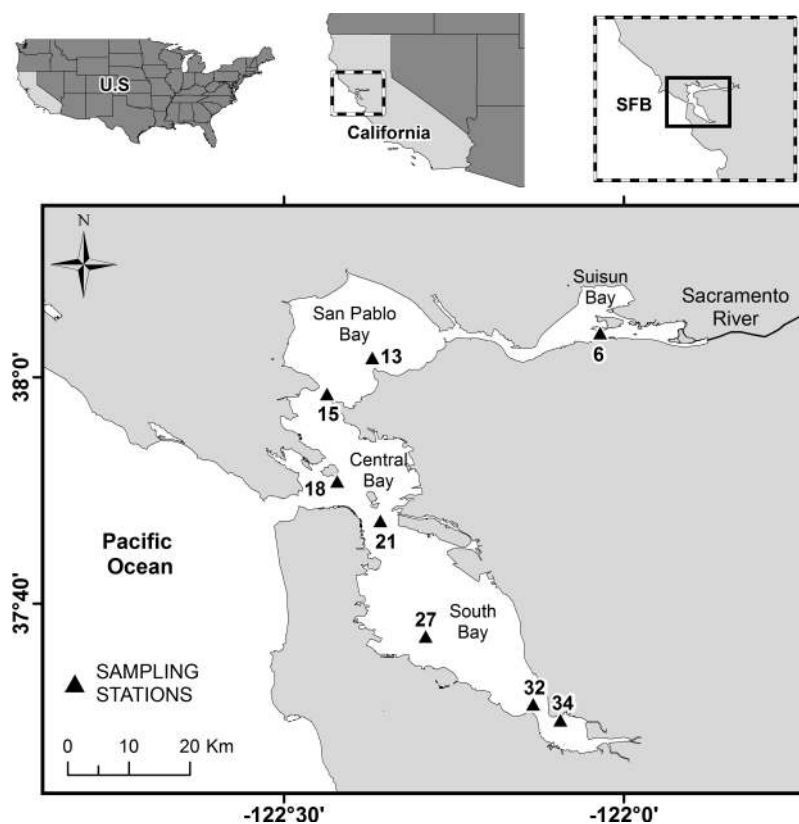 U.S
California
SFB
N
Suisun
Bay
Sacramento
River
San Pablo
Bay
13
6
38°0'
15
Central
Bay
18
21
Pacific
Ocean
37°40'
27
South
Bay
32
34
SAMPLING
STATIONS
0 10 20 Km
-122°30'
-122°0'